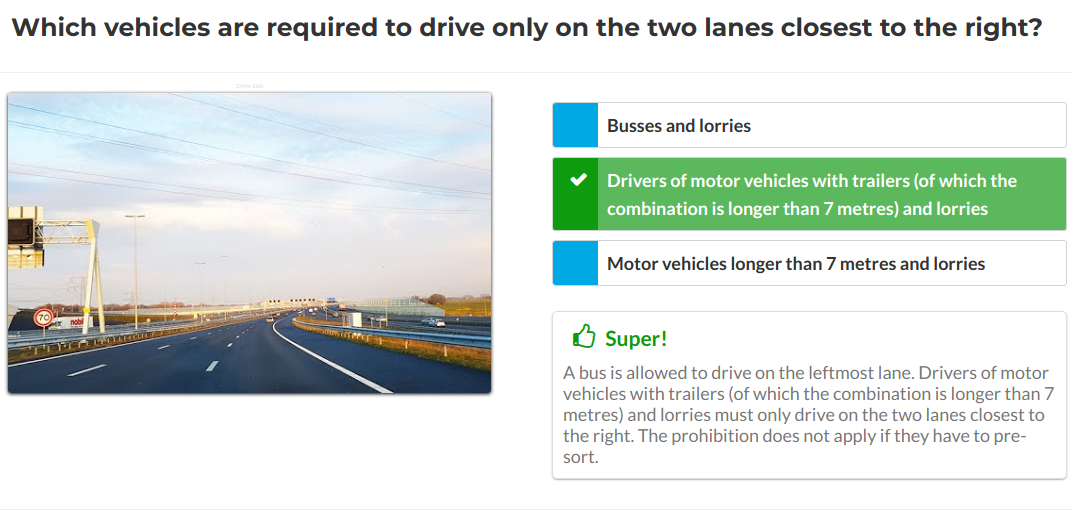 Which vehicles are required to drive only on the two lanes closest to the right?
70
Busses and lorries
Drivers of motor vehicles with trailers (of which the
combination is longer than 7 metres) and lorries
Motor vehicles longer than 7 metres and lorries
Super!
A bus is allowed to drive on the leftmost lane. Drivers of motor
vehicles with trailers (of which the combination is longer than 7
metres) and lorries must only drive on the two lanes closest to
the right. The prohibition does not apply if they have to pre-
sort.